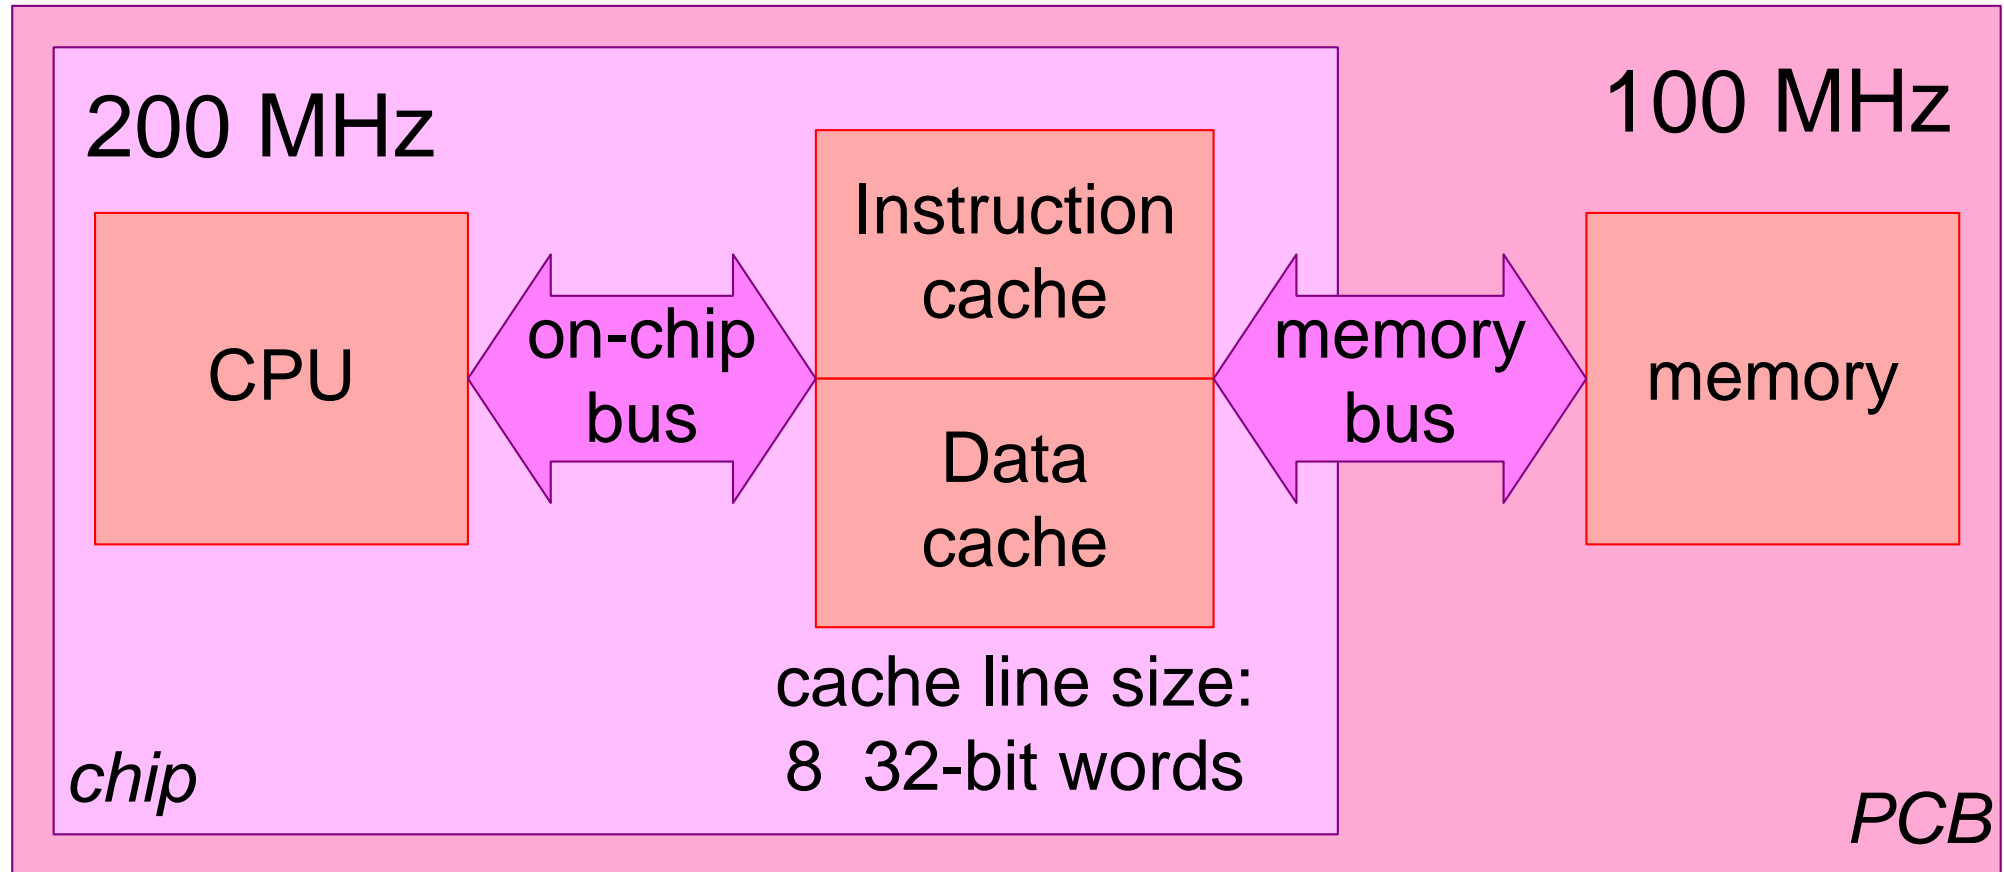 200 MHz
100 MHz
CPU
on-chip
bus
Instruction
cache
Data
cache
memory
bus
memory
cache line size:
8  32-bit words
chip
PCB